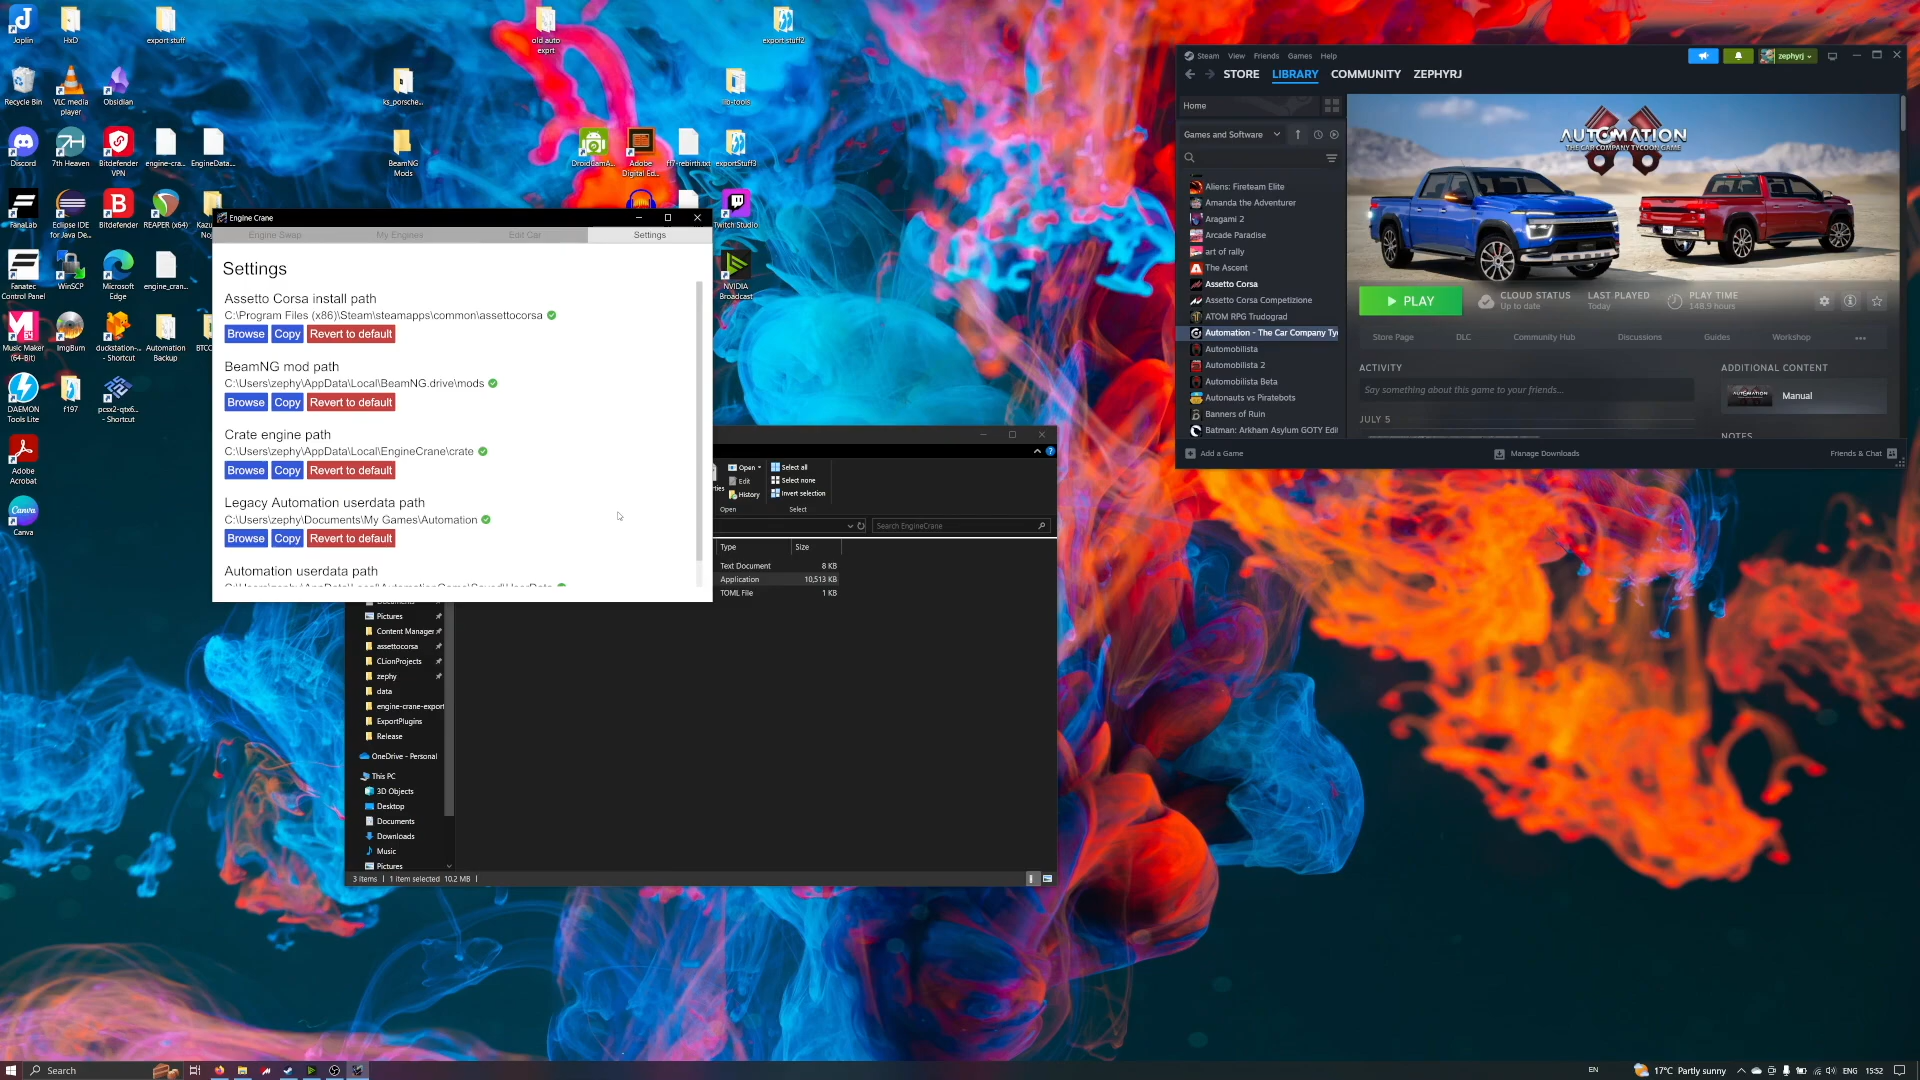 Joplin
HxD
export stuff
old auto
exprt
export stuff2
Recycle Bin
VLC media
player
Obsidian
ks_porsche...
lib-tools
Discord
7th Heaven
Bitdefender
VPN
engine-cra...
EngineData...
BeamNG
Mods
DroidcamA...
Adobe
Digital Ed...
ff7-rebirth.txt
exportStuff3
FanaLab
Eclipse IDE
for Java De...
Bitdefender
REAPER (x64)
Twitch Studio
Fanatec
Control Panel
WinSCP
Microsoft
Edge
engine_cran...
NVIDIA
Broadcast
Music Maker
(64-Bit)
ImgBurn
duckstation-...
- Shortcut
Automation
Backup
DAEMON
Tools Lite
f197
pcsx2-qtx6...
- Shortcut
Adobe
Acrobat
Canva
Canva
Engine Crane
Engine Swap
My Engines
Edit Car
Settings
Settings
Assetto Corsa install path
C:\Program Files (x86)\Steam\steamapps\common\assettocorsa
Browse Copy Revert to default
BeamNG mod path
C:\Users\zephy\AppData\Local\BeamNG.drive\mods
Browse Copy Revert to default
Crate engine path
C:\Users\zephy\AppData\Local\EngineCrane\crate
Browse Copy Revert to default
Legacy Automation userdata path
C:\Users\zephy\Documents\My Games\Automation
Browse Copy Revert to default
Automation userdata path
Open
Edit
History
Open
Select all
Select none
Invert selection
Select
Search EngineCrane
Type Size
Text Document 8 KB
Application 10,513 KB
TOML File 1 KB
Pictures
Content Manager
assettocorsa
CLionProjects
zephy
data
engine-crane-export
ExportPlugins
Release
OneDrive - Personal
This PC
3D Objects
Desktop
Documents
Downloads
Music
Pictures
3 items 1 item selected 10.2 MB
Steam View Friends Games Help
zephyrj
STORE LIBRARY COMMUNITY ZEPHYRJ
Home
Games and Software
Aliens: Fireteam Elite
Amanda the Adventurer
Aragami 2
Arcade Paradise
art of rally
The Ascent
Assetto Corsa
Assetto Corsa Competizione
ATOM RPG Trudograd
Automation - The Car Company Ty
Automobilista
Automobilista 2
Automobilista Beta
Autonauts vs Piratebots
Banners of Ruin
Batman: Arkham Asylum GOTY Edi
AUTOMATION
THE CAR COMPANY TYCOON GAME
PLAY
CLOUD STATUS
Up to date
LAST PLAYED
Today
PLAY TIME
148.9 hours
Store Page DLC Community Hub Discussions Guides Workshop
ACTIVITY
Say something about this game to your friends...
JULY 5
ADDITIONAL CONTENT
AUTOMATION
Manual
NOTES
Add a Game
Manage Downloads
Friends & Chat
Search
EN
17°C Partly sunny
ENG
15:52